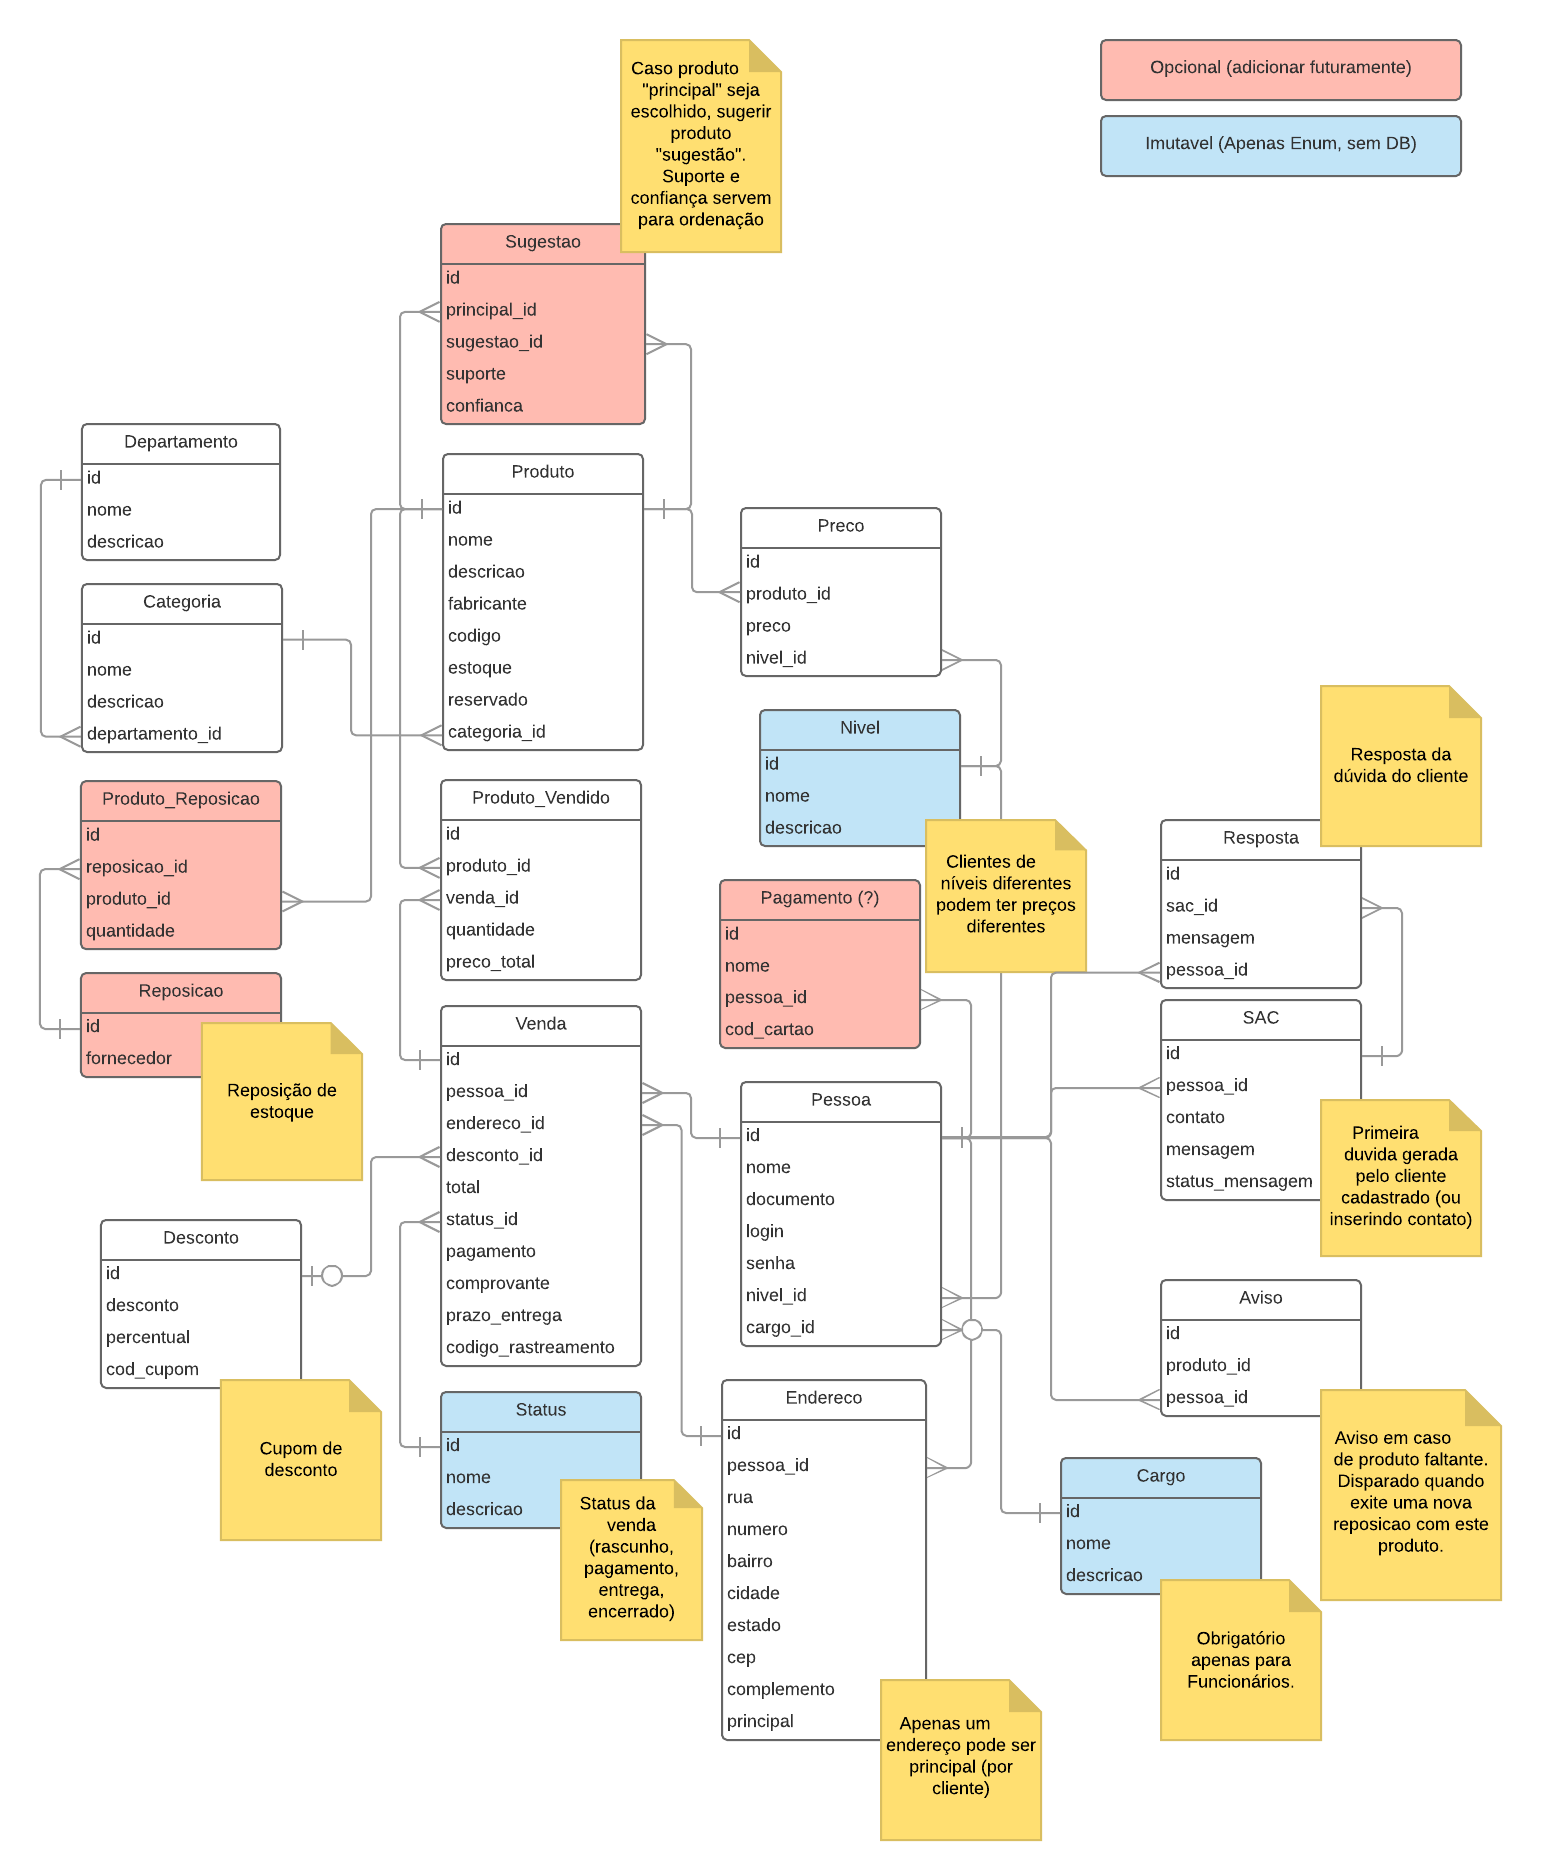 Caso produto
"principal" seja
escolhido, sugerir
produto
"sugestão".
Suporte e
confiança servem
para ordenação
Opcional (adicionar futuramente)
Imutavel (Apenas Enum, sem DB)
Sugestao
id
principal_id
sugestao_id
suporte
confianca
Departamento
id
nome
descricao
Produto
id
nome
descricao
fabricante
codigo
estoque
reservado
categoria_id
Preco
id
produto_id
preco
nivel_id
Categoria
id
nome
descricao
departamento_id
Nivel
id
nome
descricao
Clientes de
níveis diferentes
podem ter preços
diferentes
Resposta da
dúvida do cliente
Produto_Reposicao
id
reposicao_id
produto_id
quantidade
Produto_Vendido
id
produto_id
venda_id
quantidade
preco_total
Pagamento (?)
id
nome
pessoa_id
cod_cartao
Resposta
id
sac_id
mensagem
pessoa_id
Reposicao
id
fornecedor
Reposição de
estoque
Venda
id
pessoa_id
endereco_id
desconto_id
total
status_id
pagamento
comprovante
prazo_entrega
codigo_rastreamento
Pessoa
id
nome
documento
login
senha
nivel_id
cargo_id
SAC
id
pessoa_id
contato
mensagem
status_mensagem
Primeira
duvida gerada
pelo cliente
cadastrado (ou
inserindo contato)
Desconto
id
desconto
percentual
cod_cupom
Cupom de
desconto
Aviso
id
produto_id
pessoa_id
Aviso em caso
de produto faltante.
Disparado quando
exite uma nova
reposicao com este
produto.
Status
id
nome
descricao
Status da
venda
(rascunho,
pagamento,
entrega,
encerrado)
Endereco
id
pessoa_id
rua
numero
bairro
cidade
estado
cep
complemento
principal
Apenas um
endereço pode ser
principal (por
cliente)
Cargo
id
nome
descricao
Obrigatório
apenas para
Funcionários.